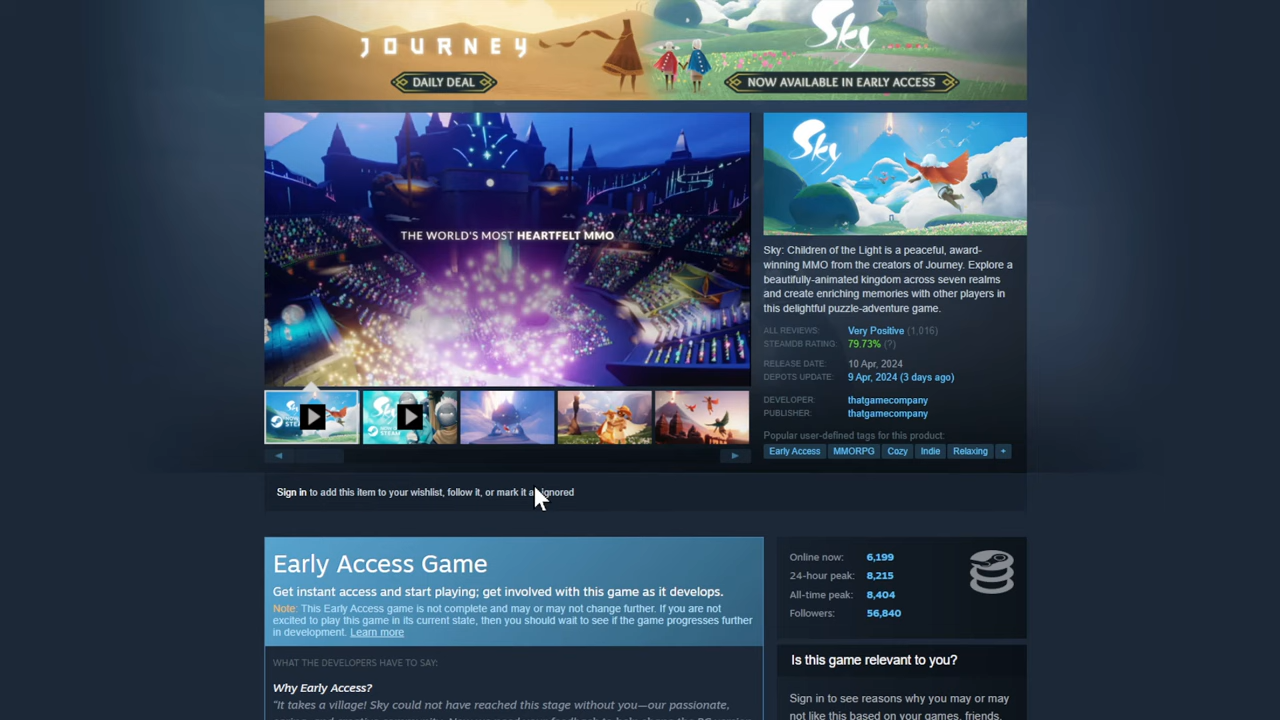 JOURNEY
DAILY DEAL
Sky
NOW AVAILABLE IN EARLY ACCESS
THE WORLD'S MOST HEARTFELT MMO
Sky
Sky: Children of the Light is a peaceful, award-
winning MMO from the creators of Journey. Explore a
beautifully-animated kingdom across seven realms
and create enriching memories with other players in
this delightful puzzle-adventure game.
ALL REVIEWS: Very Positive (1,016)
STEAMDB RATING: 79.73% (?)
RELEASE DATE: 10 Apr, 2024
DEPOTS UPDATE: 9 Apr, 2024 (3 days ago)
DEVELOPER: thatgamecompany
PUBLISHER: thatgamecompany
Popular user-defined tags for this product:
Early Access MMORPG Cozy Indie Relaxing +
Sign in to add this item to your wishlist, follow it, or mark it as ignored
Early Access Game
Get instant access and start playing; get involved with this game as it develops.
Note: This Early Access game is not complete and may or may not change further. If you are not
excited to play this game in its current state, then you should wait to see if the game progresses further
in development. Learn more
WHAT THE DEVELOPERS HAVE TO SAY:
Why Early Access?
"It takes a village! Sky could not have reached this stage without you—our passionate,
Online now: 6,199
24-hour peak: 8,215
All-time peak: 8,404
Followers: 56,840
Is this game relevant to you?
Sign in to see reasons why you may or may
not like this based on your games, friends,